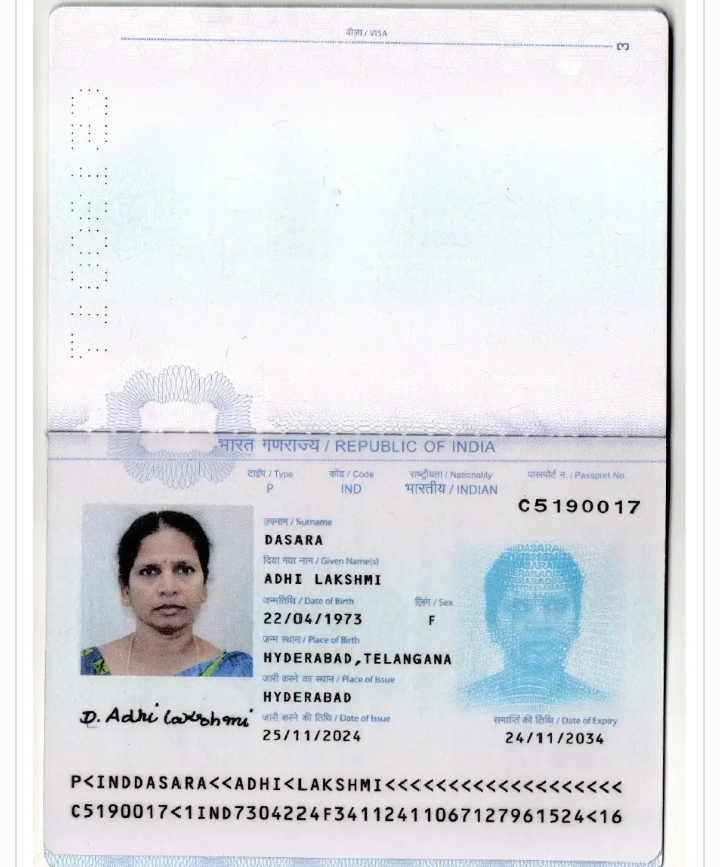 वीज़ा / VISA
3
भारत गणराज्य / REPUBLIC OF INDIA
टाईप / Type कोड / Code राष्ट्रीयता / Nationality पासपोर्ट न. / Passport No.
P IND भारतीय / INDIAN C5190017
उपनाम / Surname
DASARA
दिया गया नाम / Given Name(s)
ADHI LAKSHMI
जन्मतिथि / Date of Birth लिंग / Sex
22/04/1973 F
जन्म स्थान / Place of Birth
HYDERABAD,TELANGANA
जारी करने का स्थान / Place of Issue
HYDERABAD
D. Adhi Lakshmi
जारी करने की तिथि / Date of Issue समाप्ति की तिथि / Date of Expiry
25/11/2024 24/11/2034
P<INDDASARA<<ADHI<LAKSHMI<<<<<<<<<<<<<<<<<<<
C5190017<1IND7304224F34112411067127961524<16